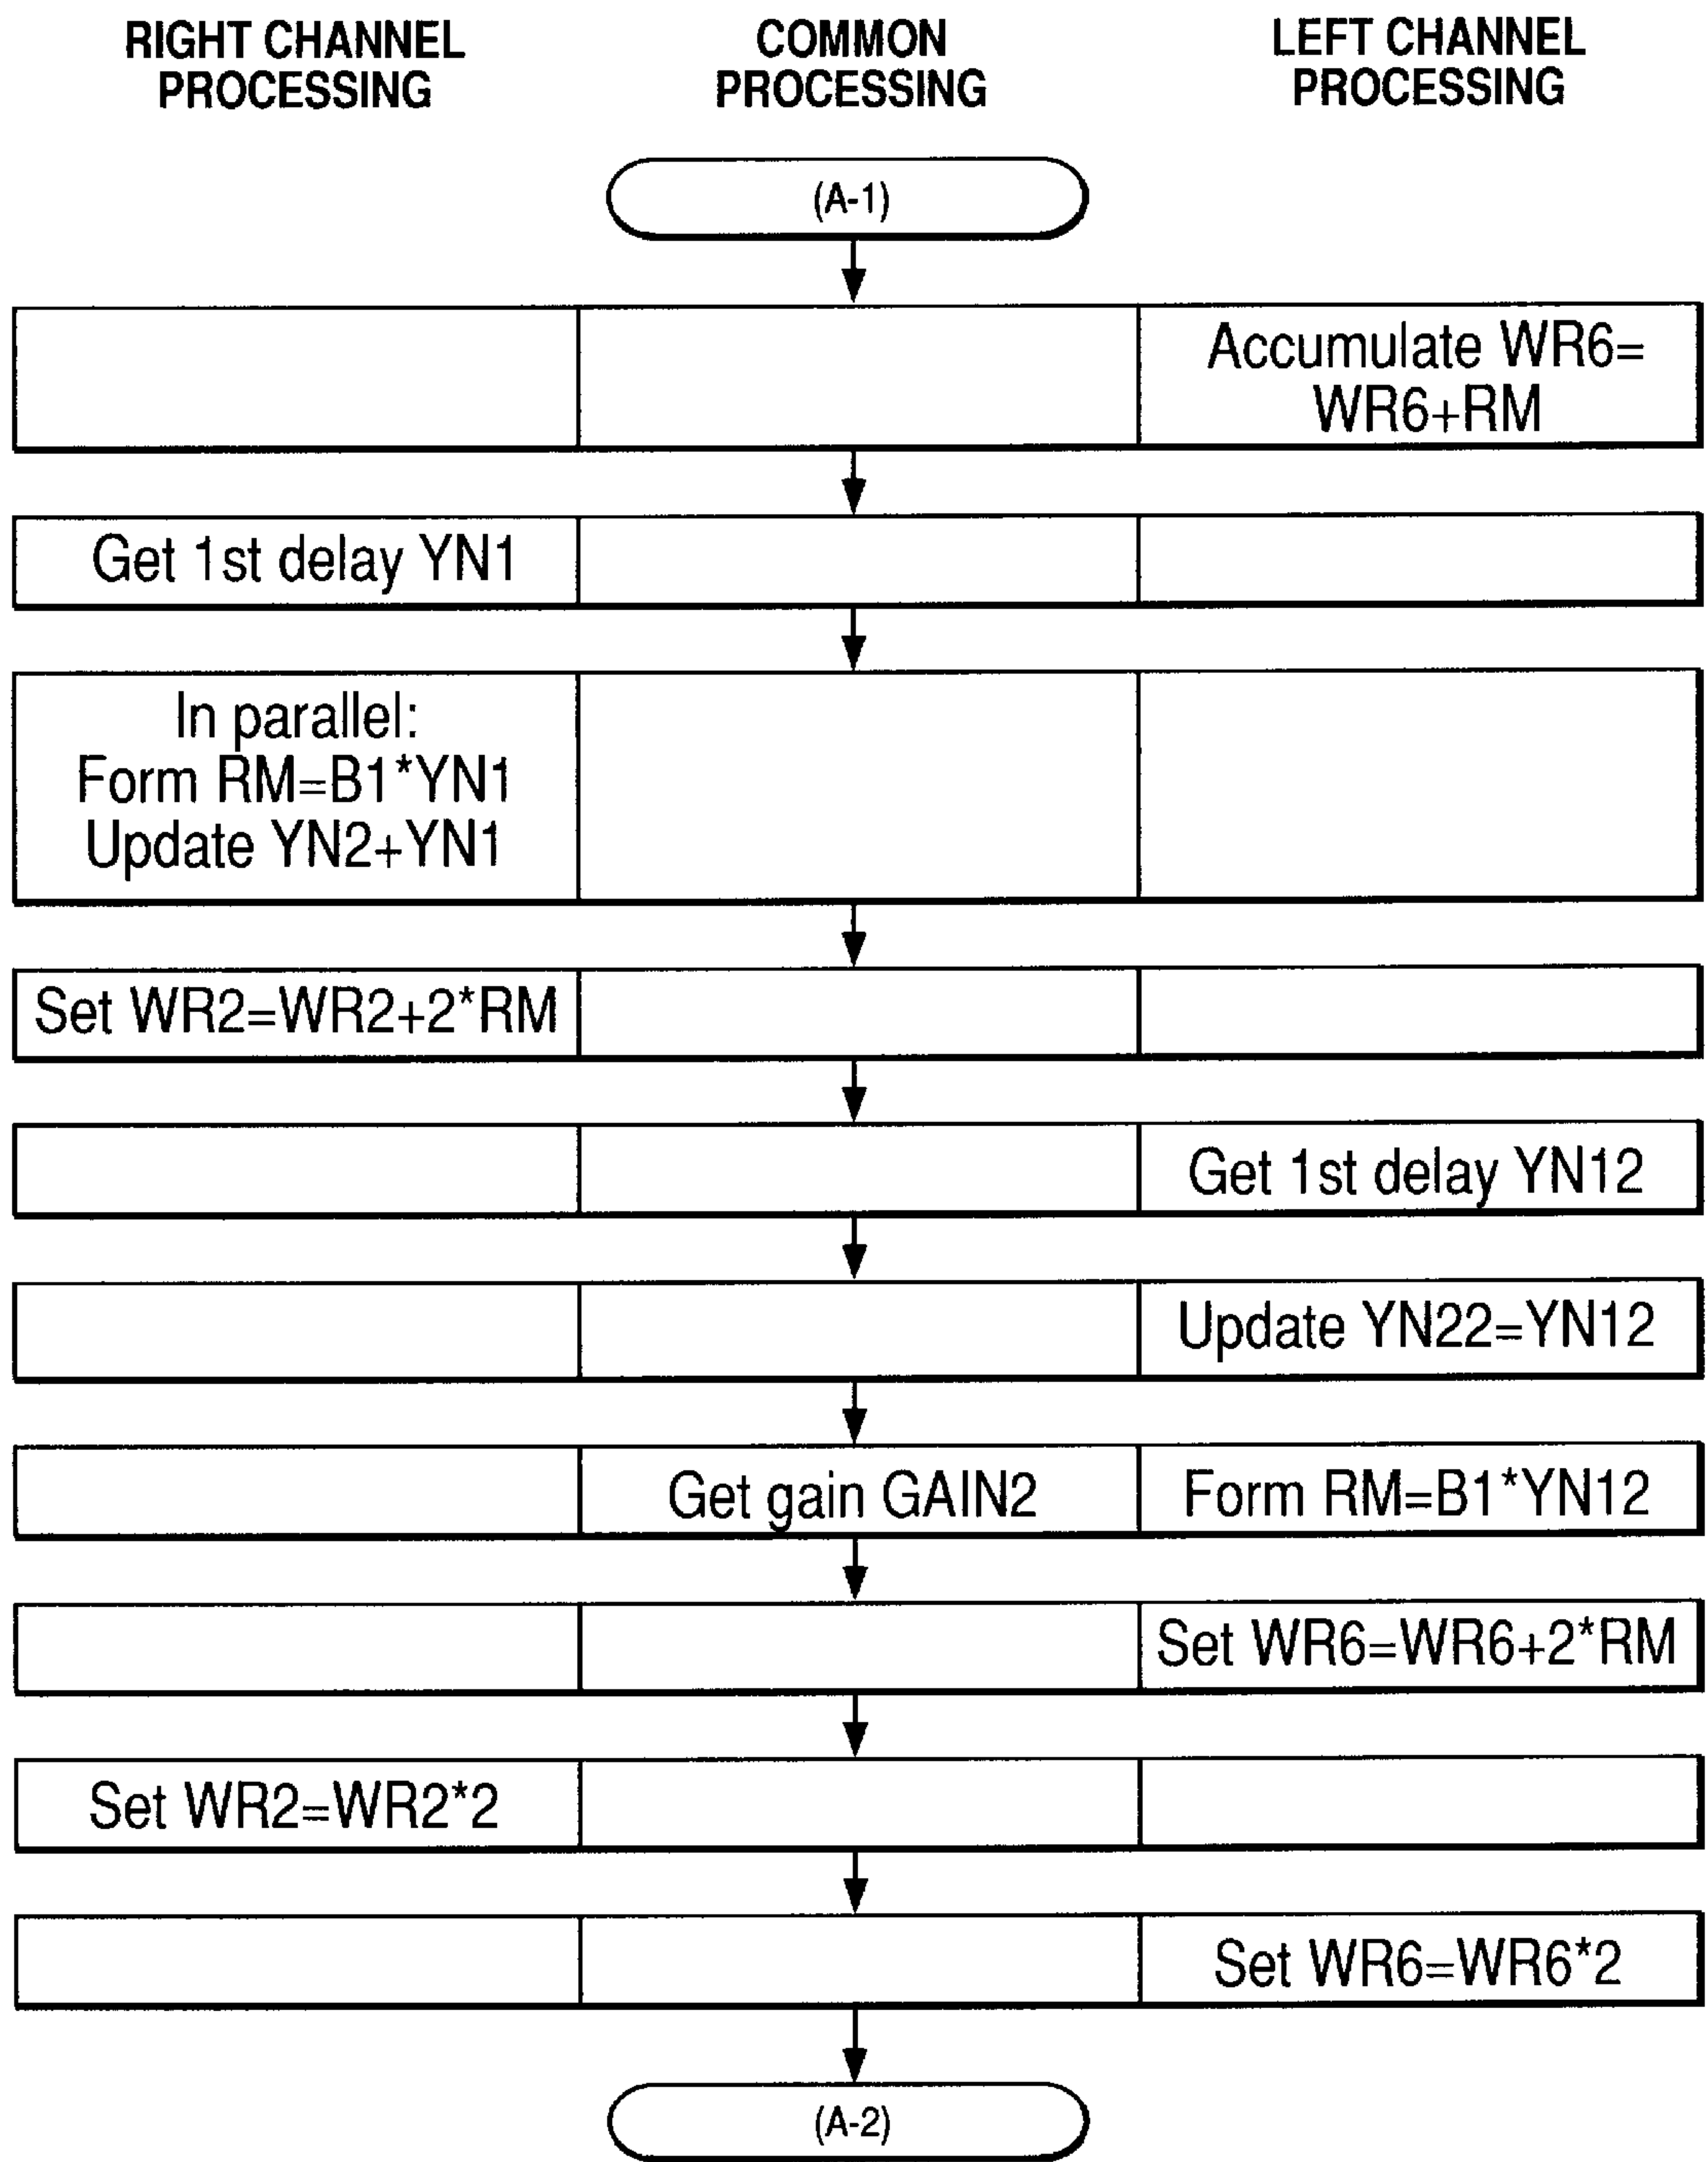 RIGHT CHANNEL
PROCESSING
COMMON
PROCESSING
LEFT CHANNEL
PROCESSING
(A-1)
Accumulate WR6=
WR6+RM
Get 1st delay YN1
In parallel:
Form RM=B1*YN1
Update YN2+YN1
Set WR2=WR2+2*RM
Get 1st delay YN12
Update YN22=YN12
Get gain GAIN2
Form RM=B1*YN12
Set WR6=WR6+2*RM
Set WR2=WR2*2
Set WR6=WR6*2
(A-2)